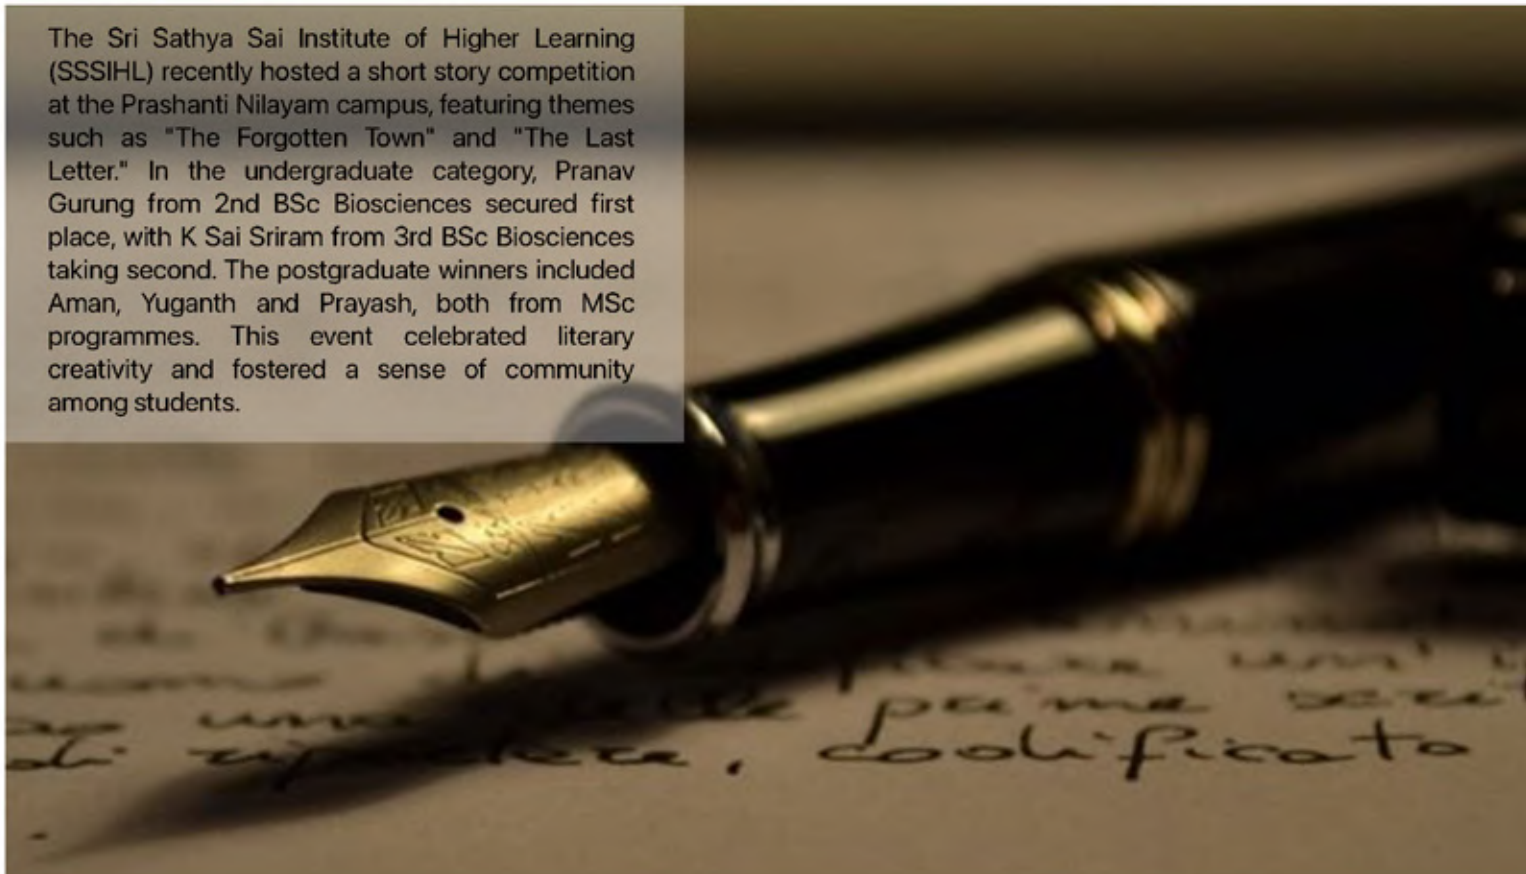 The Sri Sathya Sai Institute of Higher Learning
(SSSIHL) recently hosted a short story competition
at the Prashanti Nilayam campus, featuring themes
such as "The Forgotten Town" and "The Last
Letter." In the undergraduate category, Pranav
Gurung from 2nd BSc Biosciences secured first
place, with K Sai Sriram from 3rd BSc Biosciences
taking second. The postgraduate winners included
Aman, Yuganth and Prayash, both from MSc
programmes. This event celebrated literary
creativity and fostered a sense of community
among students.
una prime
di , codificato